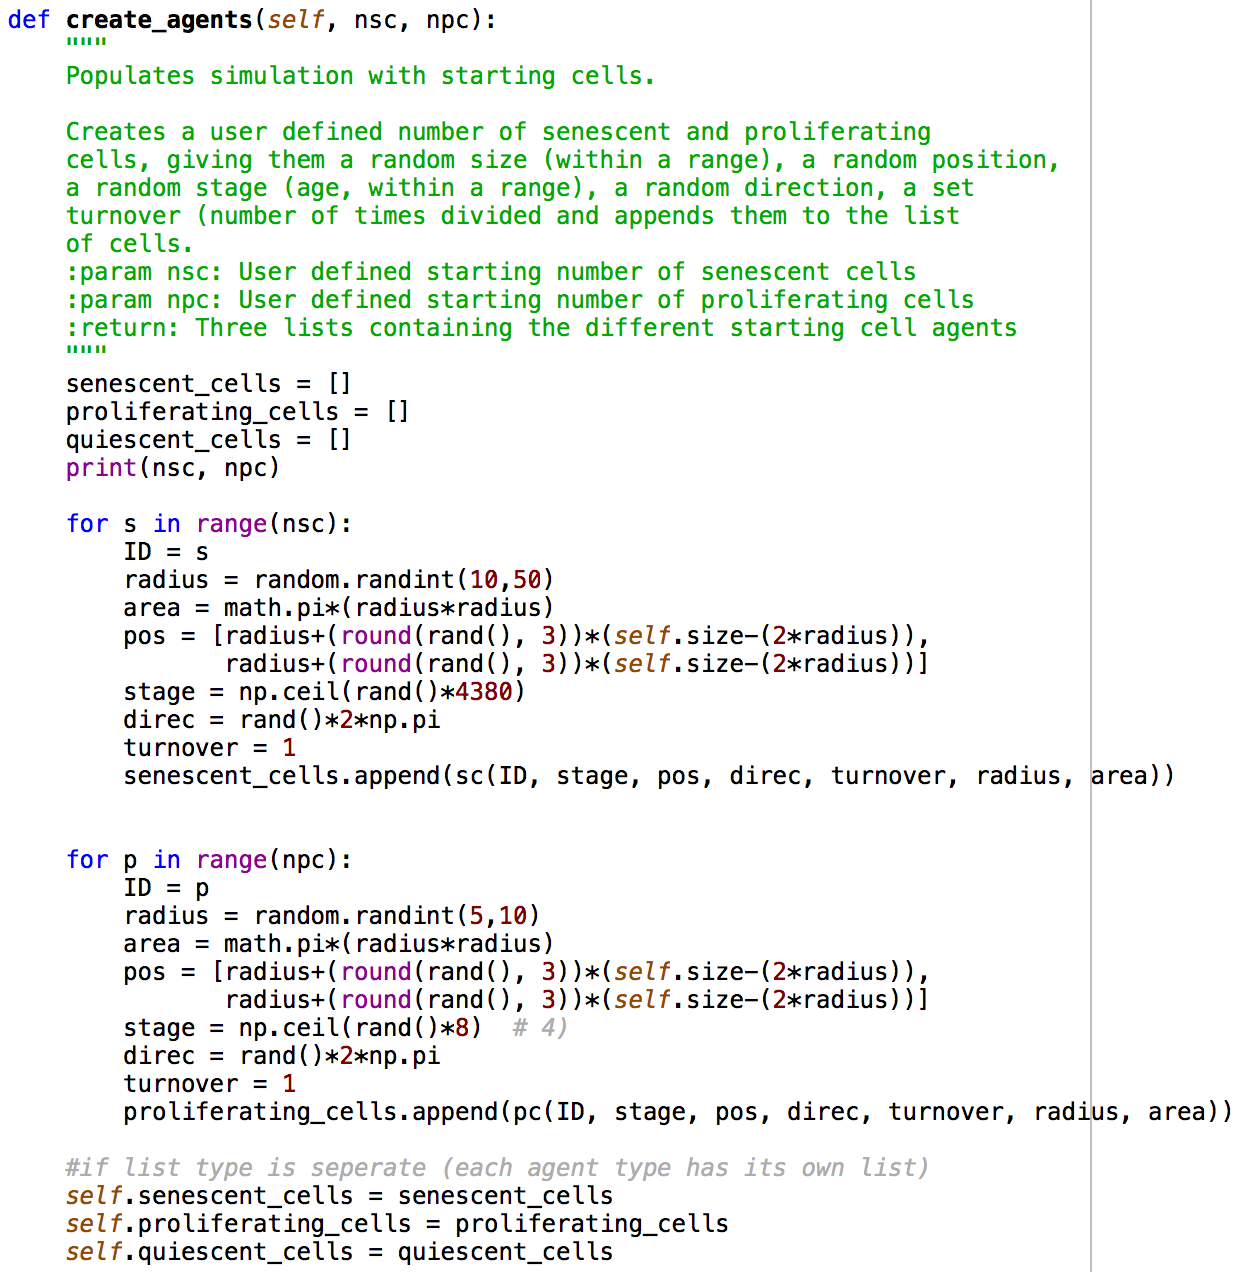 def create_agents(self, nsc, npc):
    """
    Populates simulation with starting cells.

    Creates a user defined number of senescent and proliferating
    cells, giving them a random size (within a range), a random position,
    a random stage (age, within a range), a random direction, a set
    turnover (number of times divided and appends them to the list
    of cells.
    :param nsc: User defined starting number of senescent cells
    :param npc: User defined starting number of proliferating cells
    :return: Three lists containing the different starting cell agents
    """
    senescent_cells = []
    proliferating_cells = []
    quiescent_cells = []
    print(nsc, npc)

    for s in range(nsc):
        ID = s
        radius = random.randint(10,50)
        area = math.pi*(radius*radius)
        pos = [radius+(round(rand(), 3))*(self.size-(2*radius)),
               radius+(round(rand(), 3))*(self.size-(2*radius))]
        stage = np.ceil(rand()*4380)
        direc = rand()*2*np.pi
        turnover = 1
        senescent_cells.append(sc(ID, stage, pos, direc, turnover, radius, area))


    for p in range(npc):
        ID = p
        radius = random.randint(5,10)
        area = math.pi*(radius*radius)
        pos = [radius+(round(rand(), 3))*(self.size-(2*radius)),
               radius+(round(rand(), 3))*(self.size-(2*radius))]
        stage = np.ceil(rand()*8)  # 4)
        direc = rand()*2*np.pi
        turnover = 1
        proliferating_cells.append(pc(ID, stage, pos, direc, turnover, radius, area))

    #if list type is seperate (each agent type has its own list)
    self.senescent_cells = senescent_cells
    self.proliferating_cells = proliferating_cells
    self.quiescent_cells = quiescent_cells